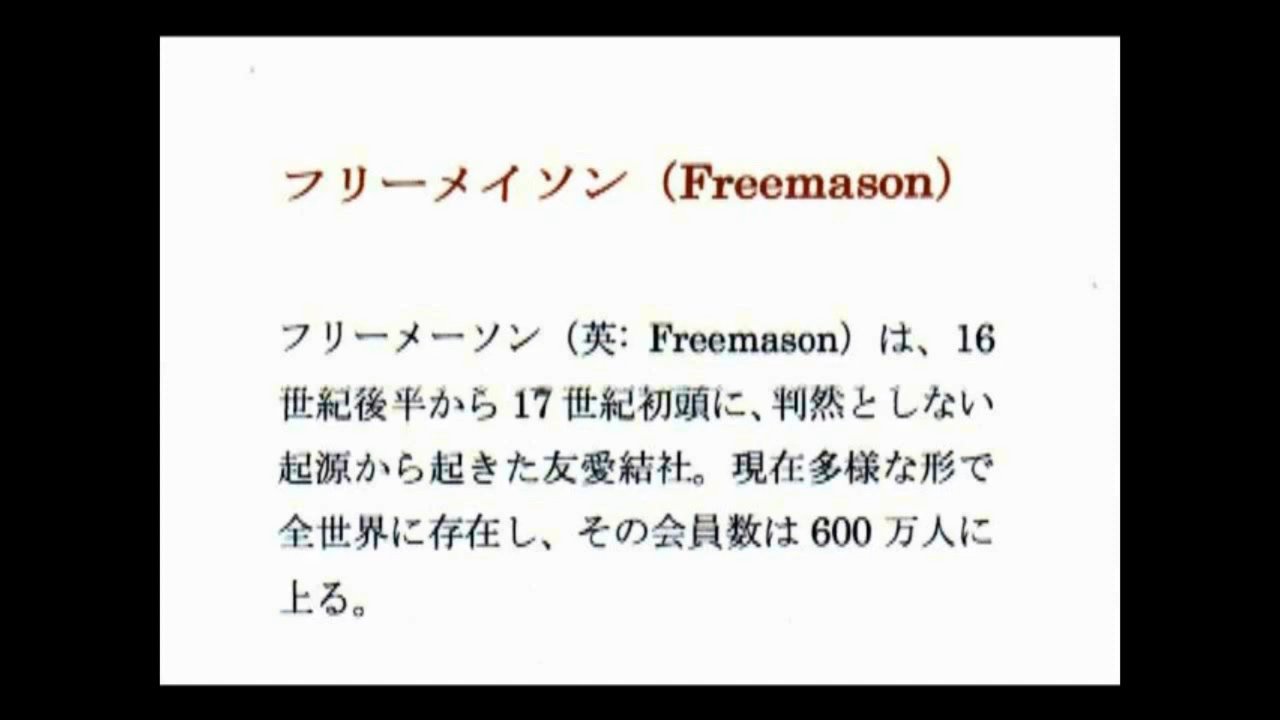 フリーメイソン（Freemason）
フリーメーソン（英: Freemason）は、16
世紀後半から 17 世紀初頭に、判然としない
起源から起きた友愛結社。現在多様な形で
全世界に存在し、その会員数は 600 万人に
上る。